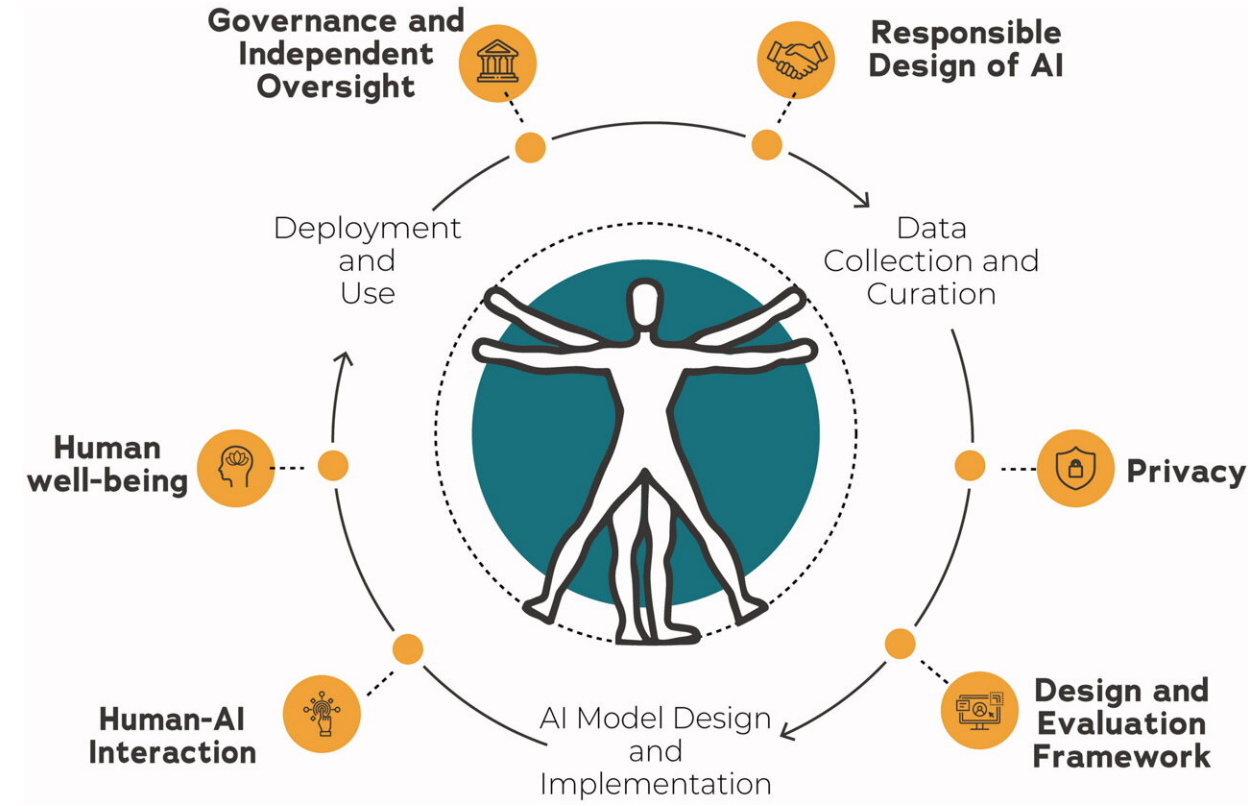 Governance and
Independent
Oversight
Responsible
Design of AI
Deployment
and
Use
Data
Collection and
Curation
Human
well-being
Privacy
Human-AI
Interaction
AI Model Design
and
Implementation
Design and
Evaluation
Framework